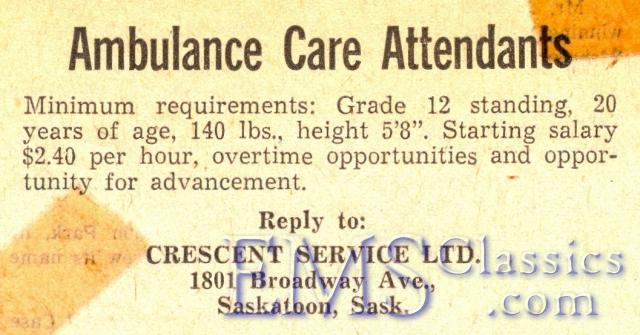 Ambulance Care Attendants
Minimum requirements: Grade 12 standing, 20
years of age, 140 lbs., height 5'8". Starting salary
$2.40 per hour, overtime opportunities and oppor-
tunity for advancement.
Reply to:
CRESCENT SERVICE LTD.
1801 Broadway Ave.,
Saskatoon, Sask.
EMSClassics
.com